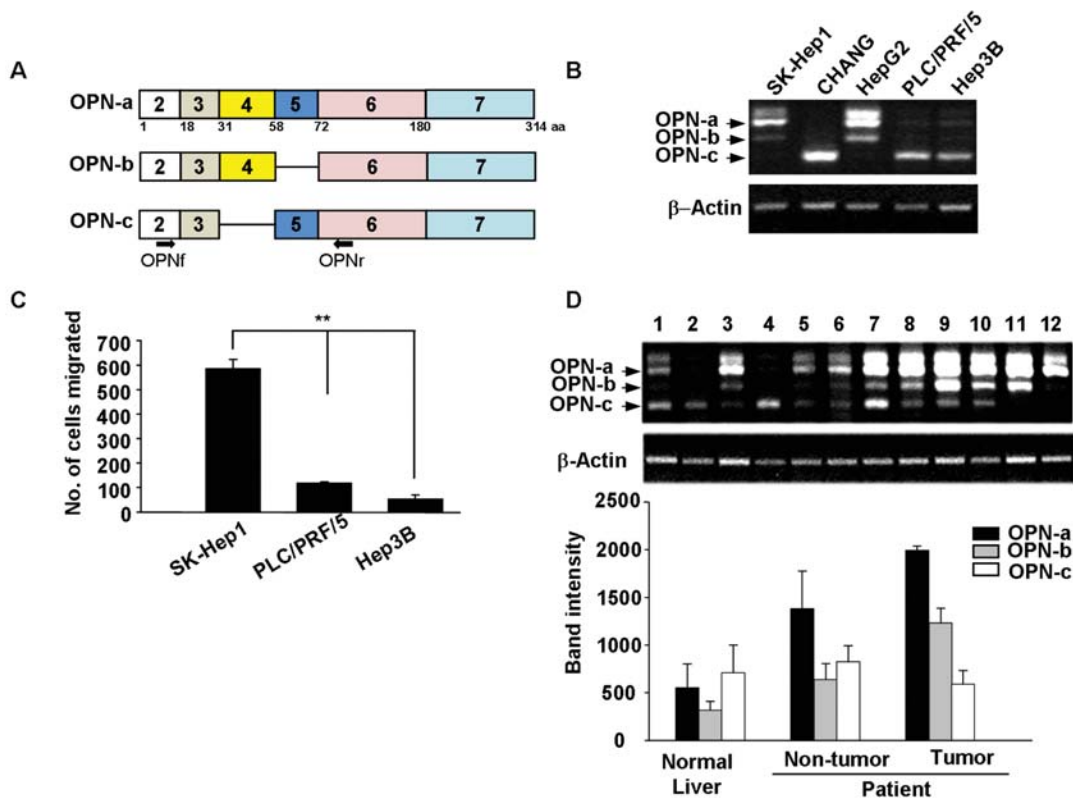 A
OPN-a 2 3 4 5 6 7
1 18 31 58 72 180 314 aa
OPN-b 2 3 4 6 7
OPN-c 2 3 5 6 7
OPNf OPNr
B
SK-Hep1 CHANG HepG2 PLC/PRF/5 Hep3B
OPN-a
OPN-b
OPN-c
β–Actin
C
**
No. of cells migrated
700
600
500
400
300
200
100
0
SK-Hep1 PLC/PRF/5 Hep3B
D
1 2 3 4 5 6 7 8 9 10 11 12
OPN-a
OPN-b
OPN-c
β-Actin
Band intensity
2500
2000
1500
1000
500
0
OPN-a
OPN-b
OPN-c
Normal Liver
Non-tumor Tumor
Patient